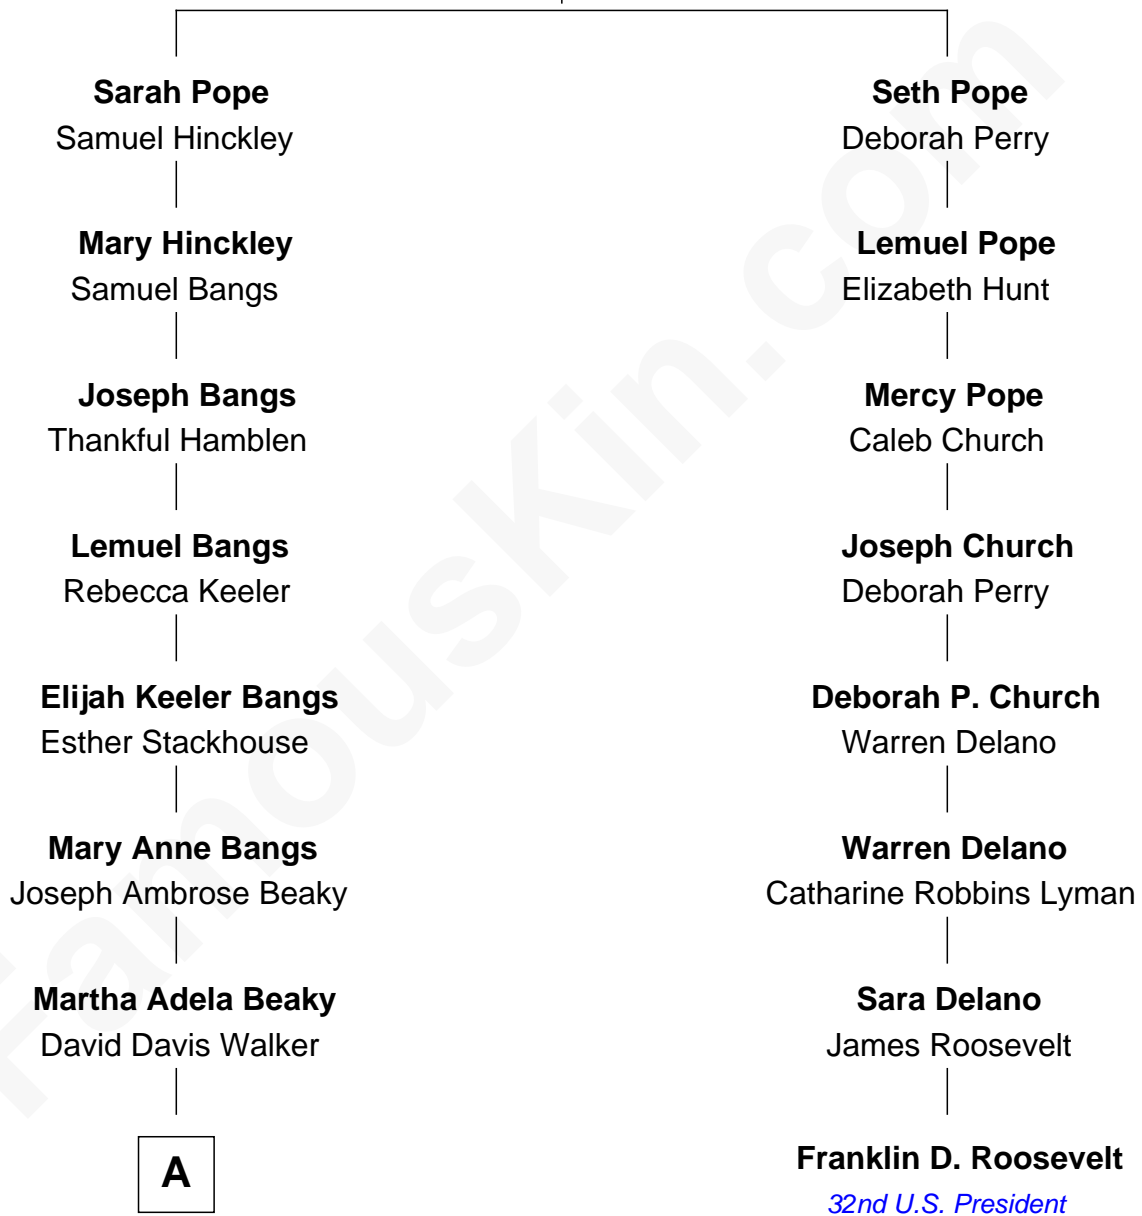 Sarah Pope
Samuel Hinckley
Mary Hinckley
Samuel Bangs
Joseph Bangs
Thankful Hamblen
Lemuel Bangs
Rebecca Keeler
Elijah Keeler Bangs
Esther Stackhouse
Mary Anne Bangs
Joseph Ambrose Beaky
Martha Adela Beaky
David Davis Walker
A
Seth Pope
Deborah Perry
Lemuel Pope
Elizabeth Hunt
Mercy Pope
Caleb Church
Joseph Church
Deborah Perry
Deborah P. Church
Warren Delano
Warren Delano
Catharine Robbins Lyman
Sara Delano
James Roosevelt
Franklin D. Roosevelt
32nd U.S. President
FamousKin.com